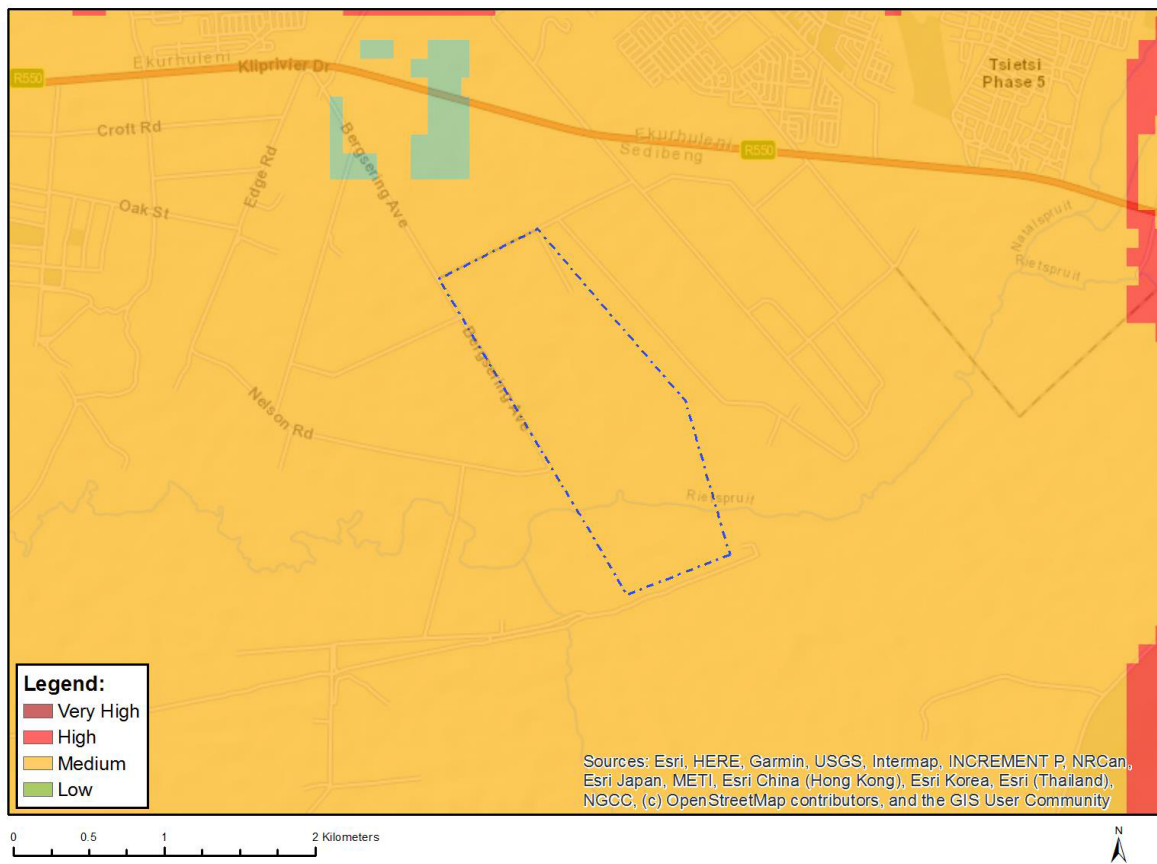 Ekurhuleni
Kliprivier Dr
R550
Tsietsi
Phase 5
Croft Rd
Bergsering Ave
Ekurhuleni
Sedibeng
R550
Edge Rd
Oak St
Natalspruit
Rietspruit
Bergsering Ave
Nelson Rd
Rietspruit
Legend:
Very High
High
Medium
Low
Sources: Esri, HERE, Garmin, USGS, Intermap, INCREMENT P, NRCan,
Esri Japan, METI, Esri China (Hong Kong), Esri Korea, Esri (Thailand),
NGCC, (c) OpenStreetMap contributors, and the GIS User Community
0 0.5 1 2 Kilometers
N